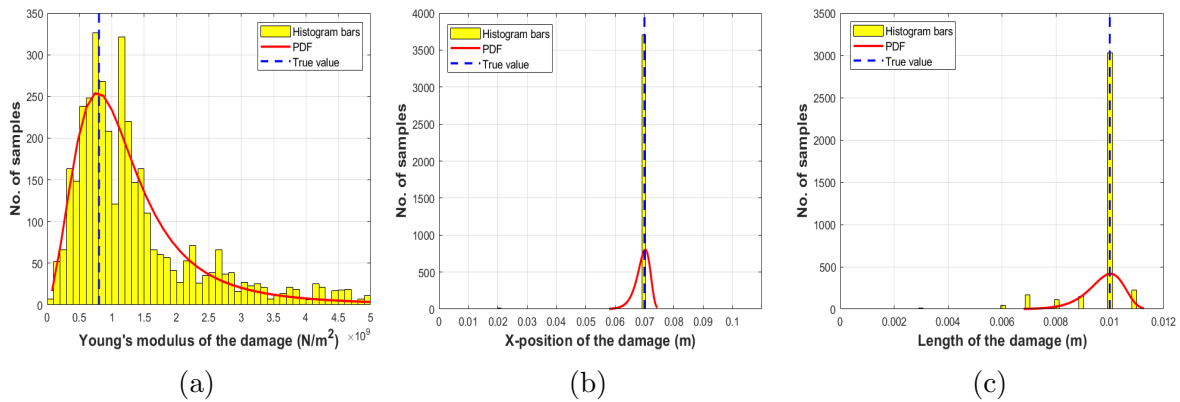 350
300
250
200
150
100
50
0
No. of samples
Histogram bars
PDF
True value
0 0.5 1 1.5 2 2.5 3 3.5 4 4.5 5
Young's modulus of the damage (N/m²) ×10⁹
(a)
4000
3500
3000
2500
2000
1500
1000
500
0
No. of samples
Histogram bars
PDF
True value
0 0.01 0.02 0.03 0.04 0.05 0.06 0.07 0.08 0.09 0.1
X-position of the damage (m)
(b)
3500
3000
2500
2000
1500
1000
500
0
No. of samples
Histogram bars
PDF
True value
0 0.002 0.004 0.006 0.008 0.01 0.012
Length of the damage (m)
(c)